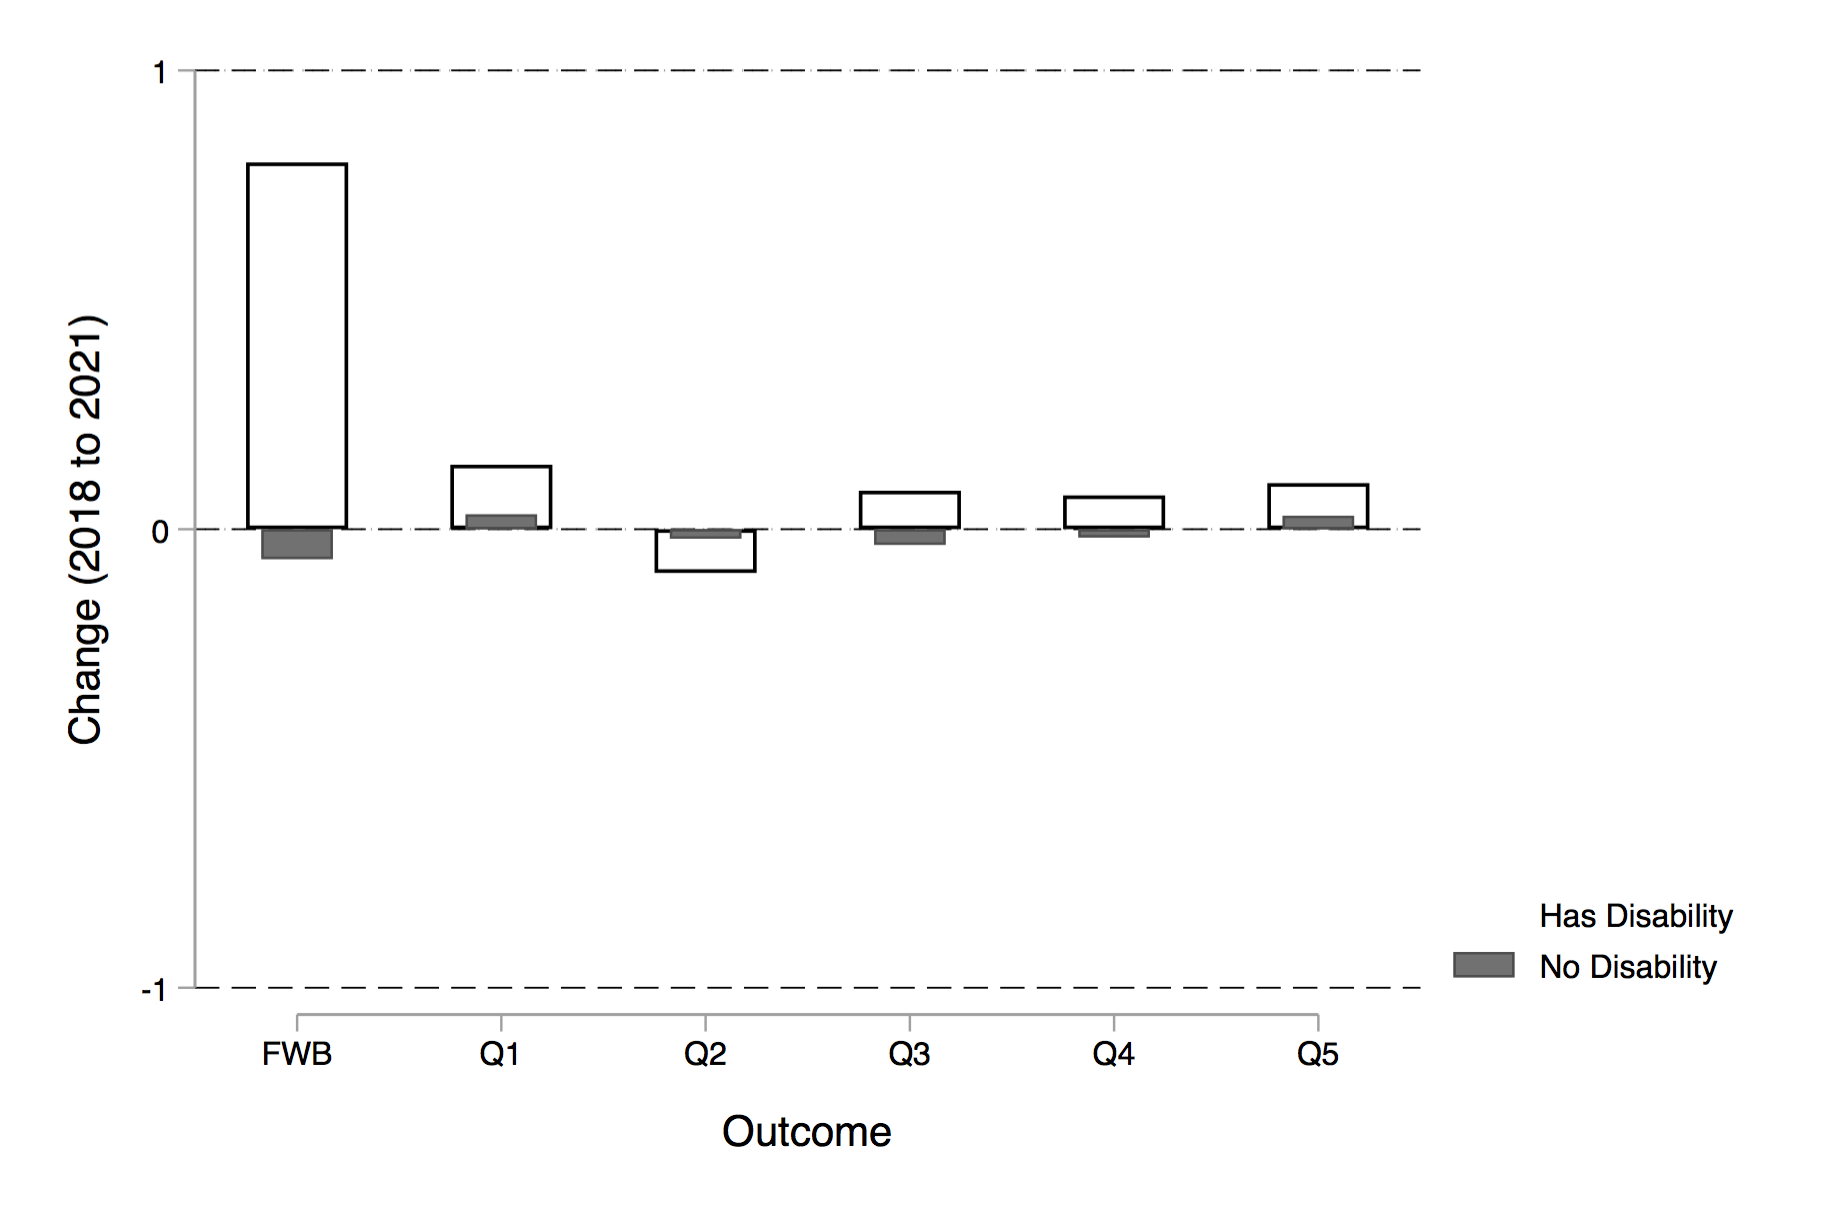 Change (2018 to 2021)
1
0
-1
FWB Q1 Q2 Q3 Q4 Q5
Outcome
Has Disability
No Disability